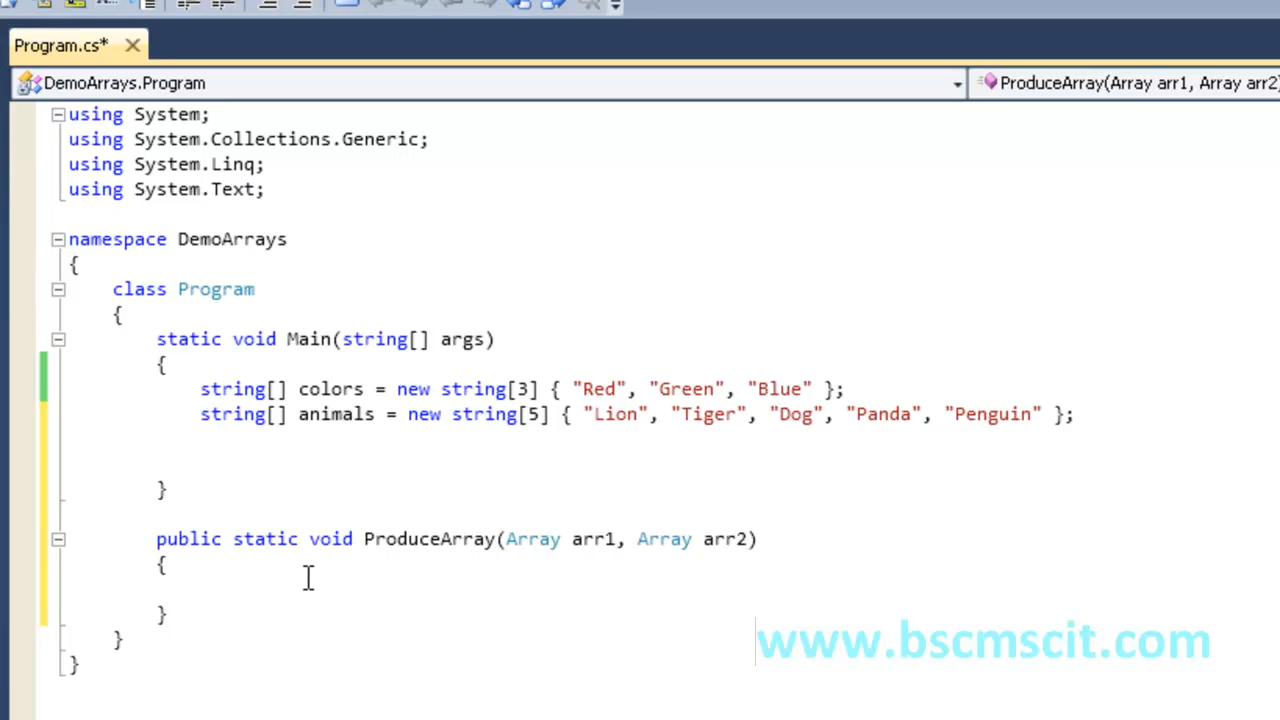 Program.cs*
DemoArrays.Program
ProduceArray(Array arr1, Array arr2)
using System;
using System.Collections.Generic;
using System.Linq;
using System.Text;
namespace DemoArrays
{
class Program
{
static void Main(string[] args)
{
string[] colors = new string[3] { "Red", "Green", "Blue" };
string[] animals = new string[5] { "Lion", "Tiger", "Dog", "Panda", "Penguin" };
}
public static void ProduceArray(Array arr1, Array arr2)
{
}
}
}
www.bscmscit.com